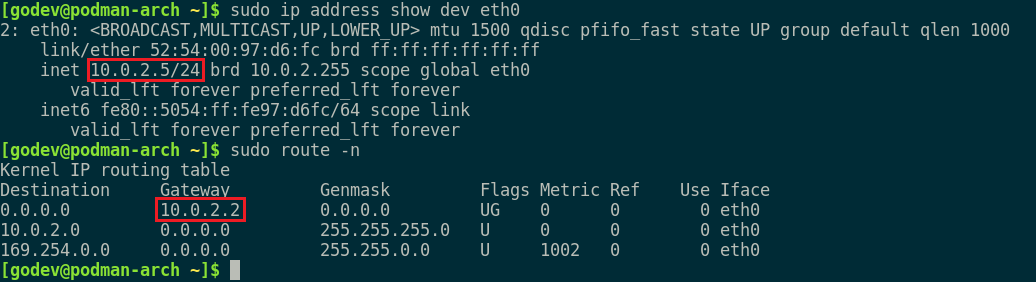 [godev@podman-arch ~]$ sudo ip address show dev eth0
2: eth0: <BROADCAST,MULTICAST,UP,LOWER_UP> mtu 1500 qdisc pfifo_fast state UP group default qlen 1000
    link/ether 52:54:00:97:d6:fc brd ff:ff:ff:ff:ff:ff
    inet 10.0.2.5/24 brd 10.0.2.255 scope global eth0
       valid_lft forever preferred_lft forever
    inet6 fe80::5054:ff:fe97:d6fc/64 scope link
       valid_lft forever preferred_lft forever
[godev@podman-arch ~]$ sudo route -n
Kernel IP routing table
Destination     Gateway         Genmask         Flags Metric Ref    Use Iface
0.0.0.0         10.0.2.2        0.0.0.0         UG    0      0        0 eth0
10.0.2.0        0.0.0.0         255.255.255.0   U     0      0        0 eth0
169.254.0.0     0.0.0.0         255.255.0.0     U     1002   0        0 eth0
[godev@podman-arch ~]$